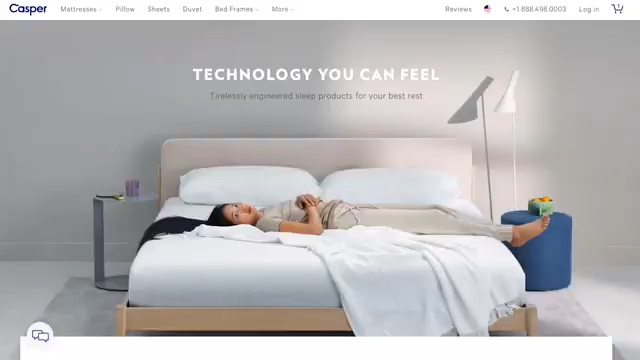 Casper
Mattresses
Pillow
Sheets
Duvet
Bed Frames
More
Reviews
+1 888.498.0003
Log in
TECHNOLOGY YOU CAN FEEL
Tirelessly engineered sleep products for your best rest